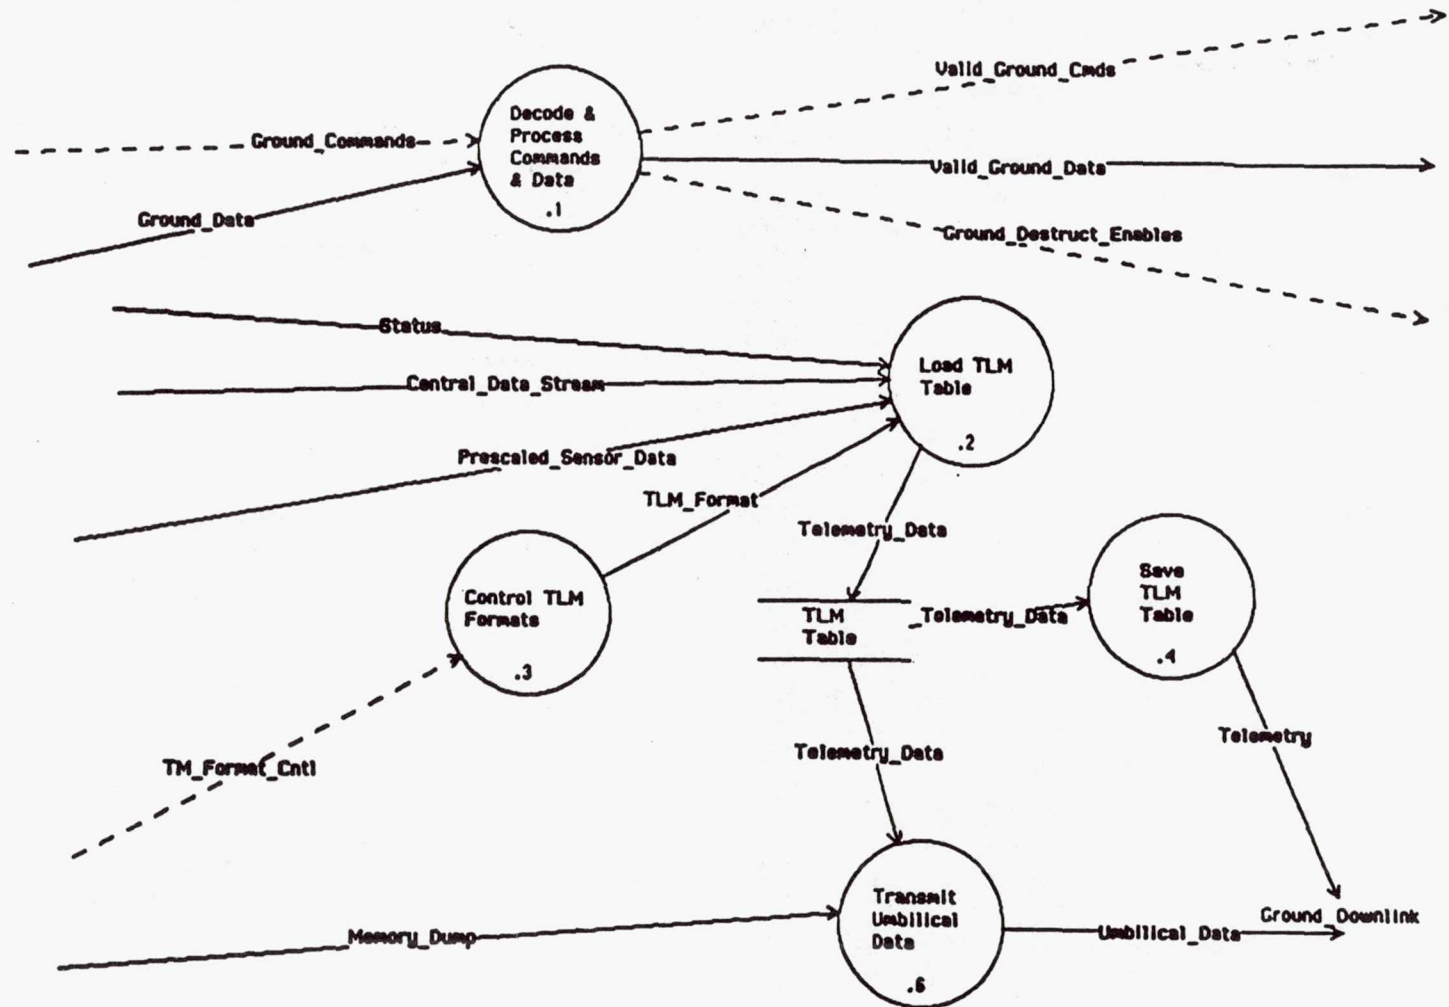 Valid_Ground_Cmds
Decode &
Process
Commands
& Data
.1
Ground_Commands
Valid_Ground_Data
Ground_Data
Ground_Destruct_Enables
Status
Load TLM
Table
.2
Central_Data_Stream
Prescaled_Sensor_Data
TLM_Format
Telemetry_Data
Control TLM
Formats
.3
TLM
Table
Telemetry_Data
Save
TLM
Table
.4
TM_Format_Cntl
Telemetry_Data
Telemetry
Transmit
Umbilical
Data
.6
Memory_Dump
Umbilical_Data
Ground_Downlink